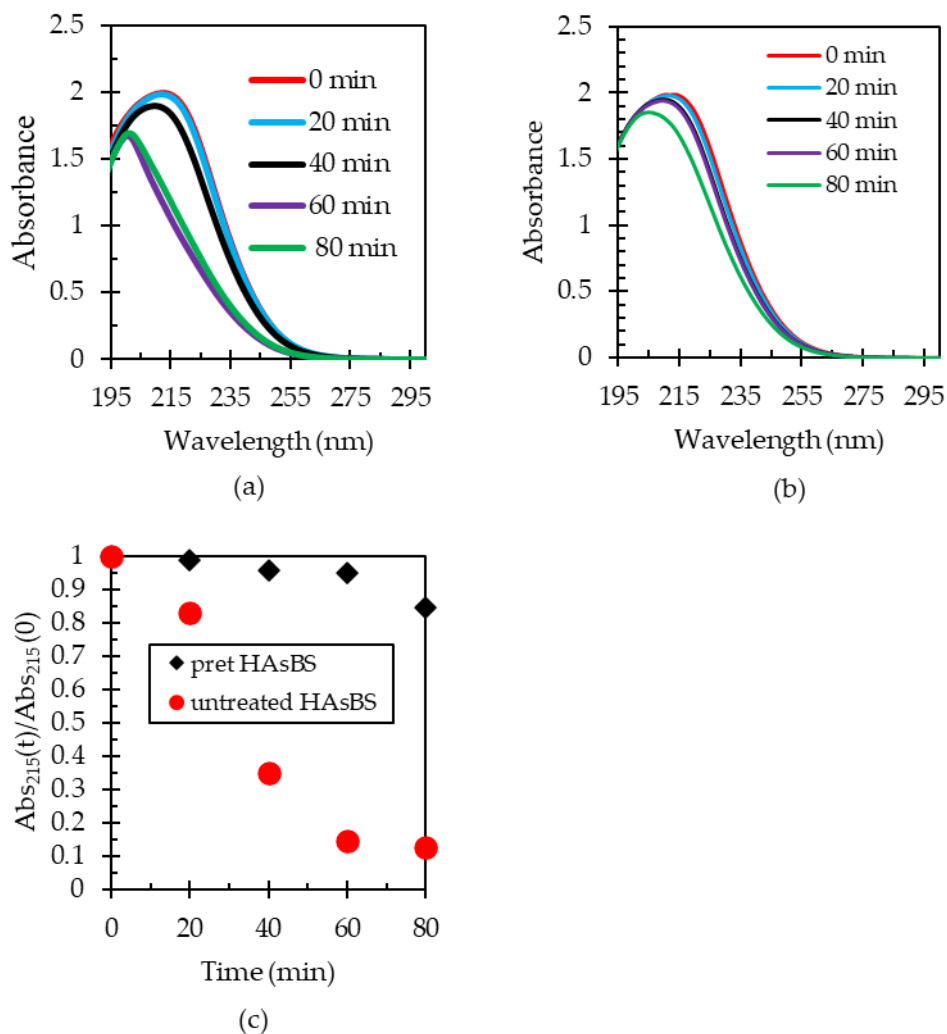 2.5
2
1.5
1
0.5
0
Absorbance
0 min
20 min
40 min
60 min
80 min
195 215 235 255 275 295
Wavelength (nm)
(a)
2.5
2
1.5
1
0.5
0
Absorbance
0 min
20 min
40 min
60 min
80 min
195 215 235 255 275 295
Wavelength (nm)
(b)
1
0.9
0.8
0.7
0.6
0.5
0.4
0.3
0.2
0.1
0
Abs₂₁₅(t)/Abs₂₁₅(0)
pret HAsBS
untreated HAsBS
0 20 40 60 80
Time (min)
(c)